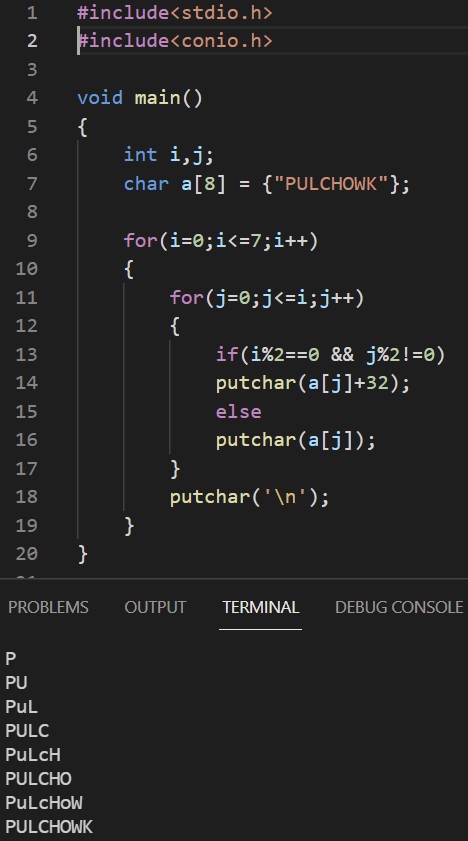 1 #include<stdio.h>
2 #include<conio.h>
3
4 void main()
5 {
6 int i,j;
7 char a[8] = {"PULCHOWK"};
8
9 for(i=0;i<=7;i++)
10 {
11 for(j=0;j<=i;j++)
12 {
13 if(i%2==0 && j%2!=0)
14 putchar(a[j]+32);
15 else
16 putchar(a[j]);
17 }
18 putchar('\n');
19 }
20 }
PROBLEMS OUTPUT TERMINAL DEBUG CONSOLE
P
PU
PuL
PULC
PuLcH
PULCHO
PuLcHoW
PULCHOWK